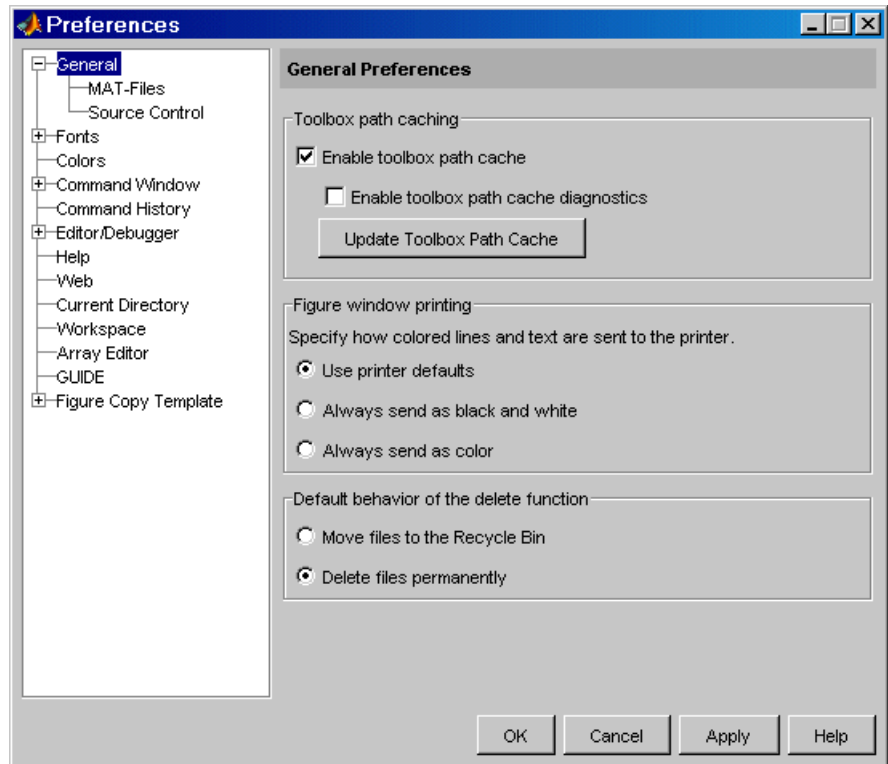 Preferences
General
MAT-Files
Source Control
Fonts
Colors
Command Window
Command History
Editor/Debugger
Help
Web
Current Directory
Workspace
Array Editor
GUIDE
Figure Copy Template
General Preferences
Toolbox path caching
Enable toolbox path cache
Enable toolbox path cache diagnostics
Update Toolbox Path Cache
Figure window printing
Specify how colored lines and text are sent to the printer.
Use printer defaults
Always send as black and white
Always send as color
Default behavior of the delete function
Move files to the Recycle Bin
Delete files permanently
OK Cancel Apply Help